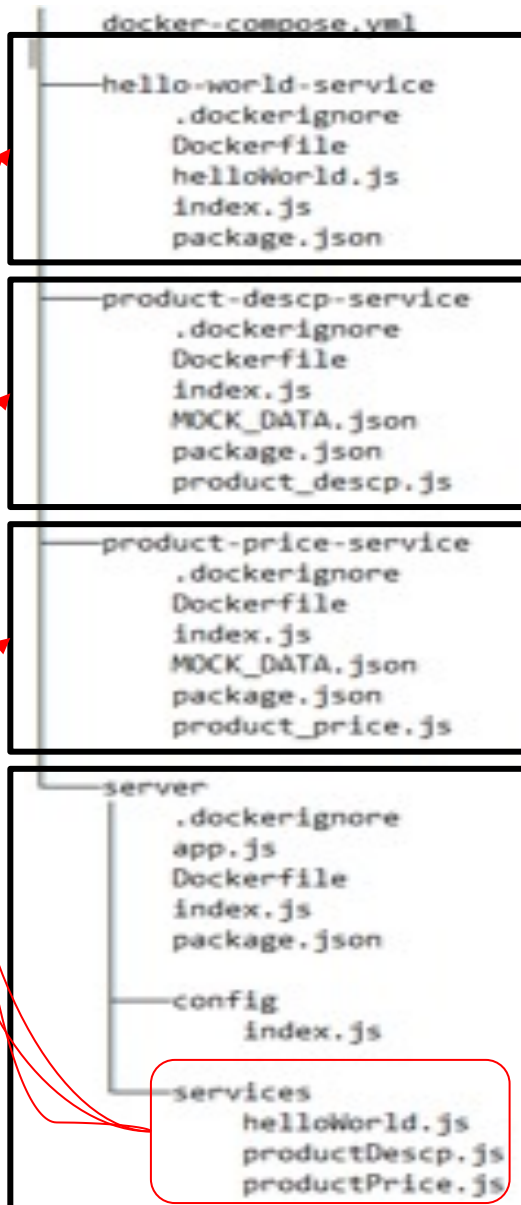 docker-compose.yml
hello-world-service
.dockerignore
Dockerfile
helloWorld.js
index.js
package.json
product-descp-service
.dockerignore
Dockerfile
index.js
MOCK_DATA.json
package.json
product_descp.js
product-price-service
.dockerignore
Dockerfile
index.js
MOCK_DATA.json
package.json
product_price.js
server
.dockerignore
app.js
Dockerfile
index.js
package.json
config
index.js
services
helloWorld.js
productDescp.js
productPrice.js